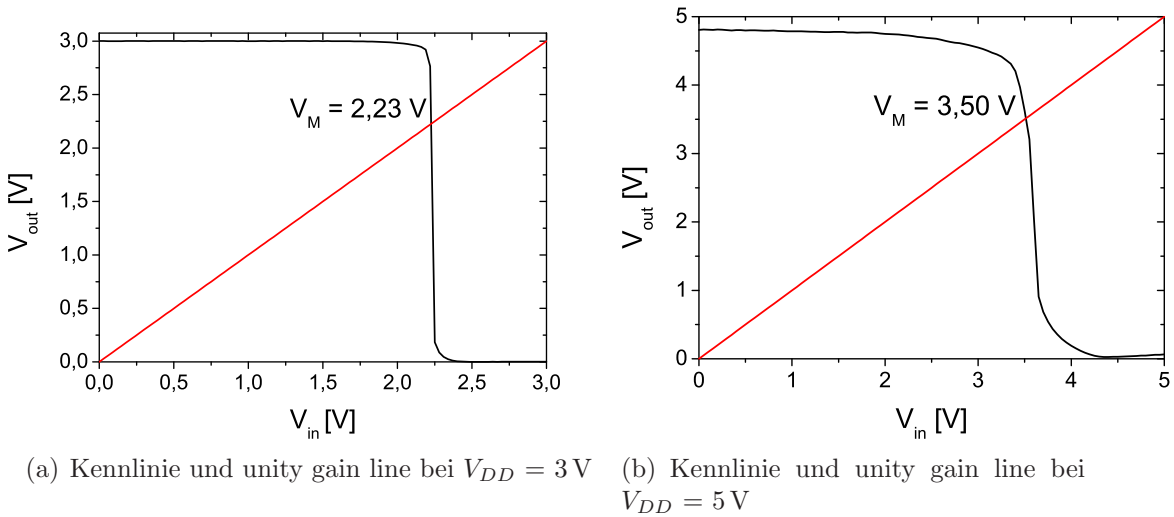 3,0
2,5
2,0
1,5
1,0
0,5
0,0
V_out [V]
V_M = 2,23 V
0,0 0,5 1,0 1,5 2,0 2,5 3,0
V_in [V]
(a) Kennlinie und unity gain line bei V_DD = 3 V
5
4
3
2
1
0
V_out [V]
V_M = 3,50 V
0 1 2 3 4 5
V_in [V]
(b) Kennlinie und unity gain line bei
V_DD = 5 V